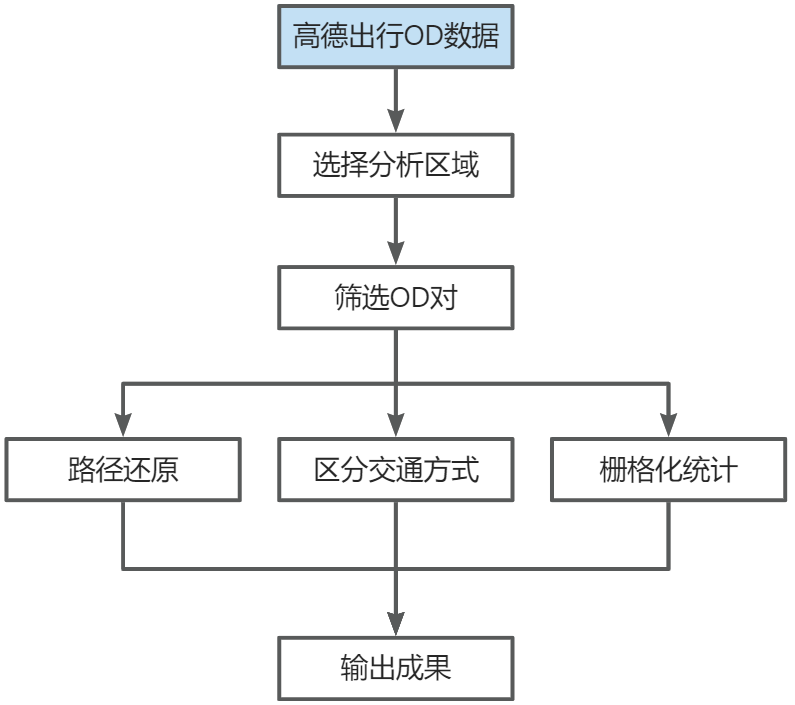 高德出行OD数据
选择分析区域
筛选OD对
路径还原
区分交通方式
栅格化统计
输出成果